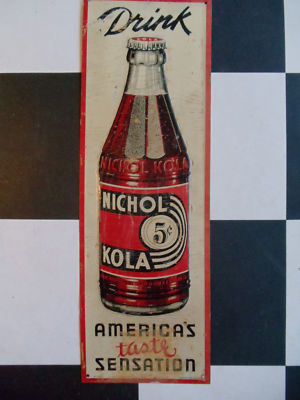 Drink
NICHOL KOLA
NICHOL
5¢
KOLA
AMERICA'S
taste
SENSATION